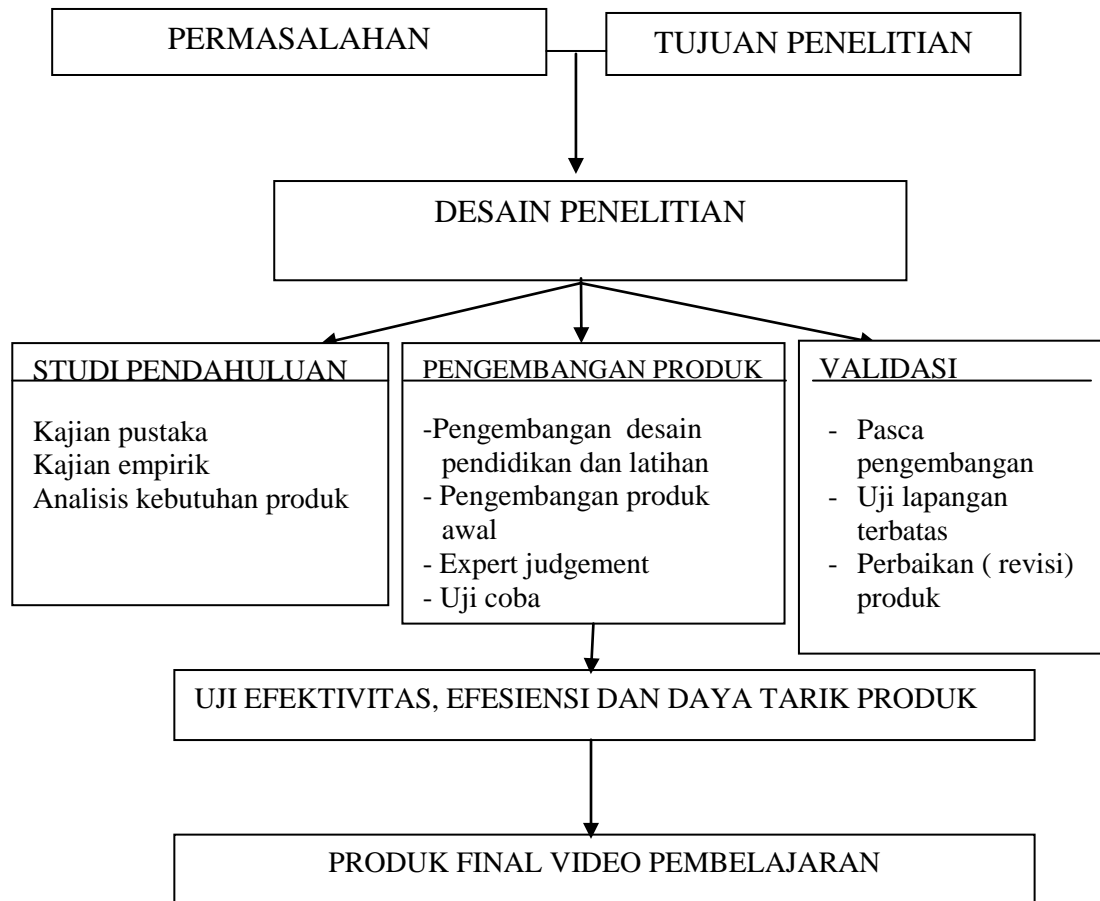 PERMASALAHAN
TUJUAN PENELITIAN
DESAIN PENELITIAN
STUDI PENDAHULUAN
Kajian pustaka
Kajian empirik
Analisis kebutuhan produk
PENGEMBANGAN PRODUK
-Pengembangan desain
pendidikan dan latihan
- Pengembangan produk
awal
- Expert judgement
- Uji coba
VALIDASI
- Pasca
pengembangan
- Uji lapangan
terbatas
- Perbaikan ( revisi)
produk
UJI EFEKTIVITAS, EFESIENSI DAN DAYA TARIK PRODUK
PRODUK FINAL VIDEO PEMBELAJARAN